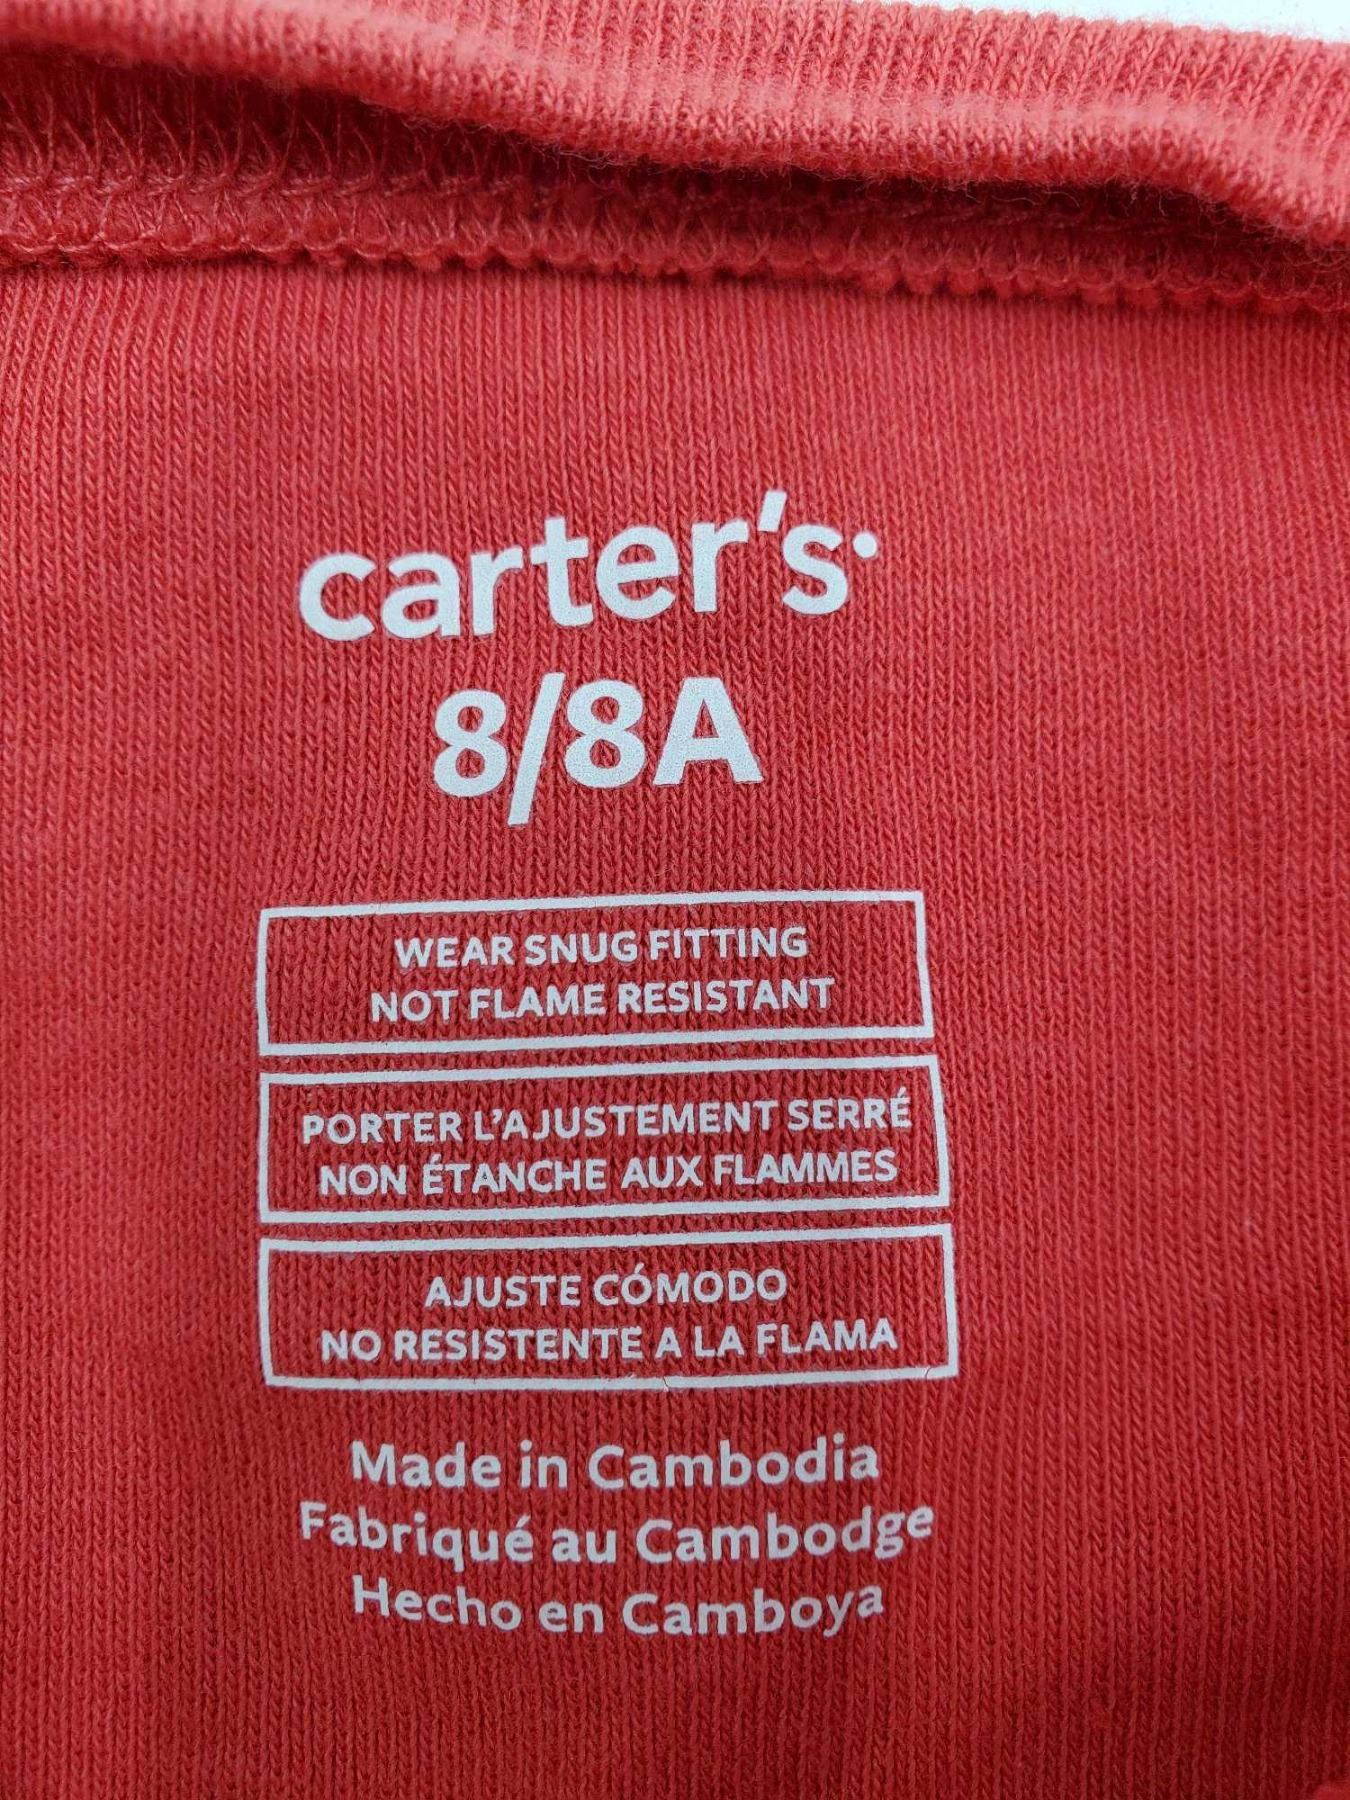 carter's
8/8A
WEAR SNUG FITTING
NOT FLAME RESISTANT
PORTER L'AJUSTEMENT SERRÉ
NON ÉTANCHE AUX FLAMMES
AJUSTE CÓMODO
NO RESISTENTE A LA FLAMA
Made in Cambodia
Fabriqué au Cambodge
Hecho en Camboya